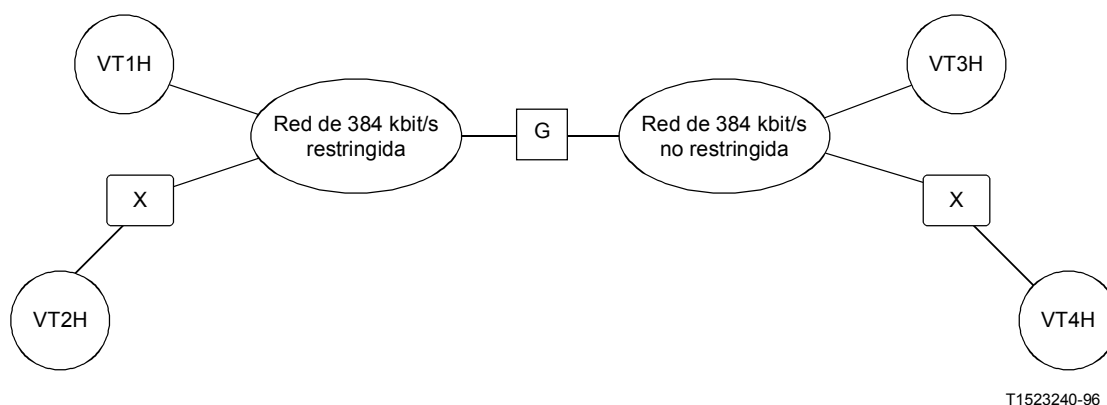 VT1H
VT3H
Red de 384 kbit/s
restringida
G
Red de 384 kbit/s
no restringida
X
X
VT2H
VT4H
T1523240-96